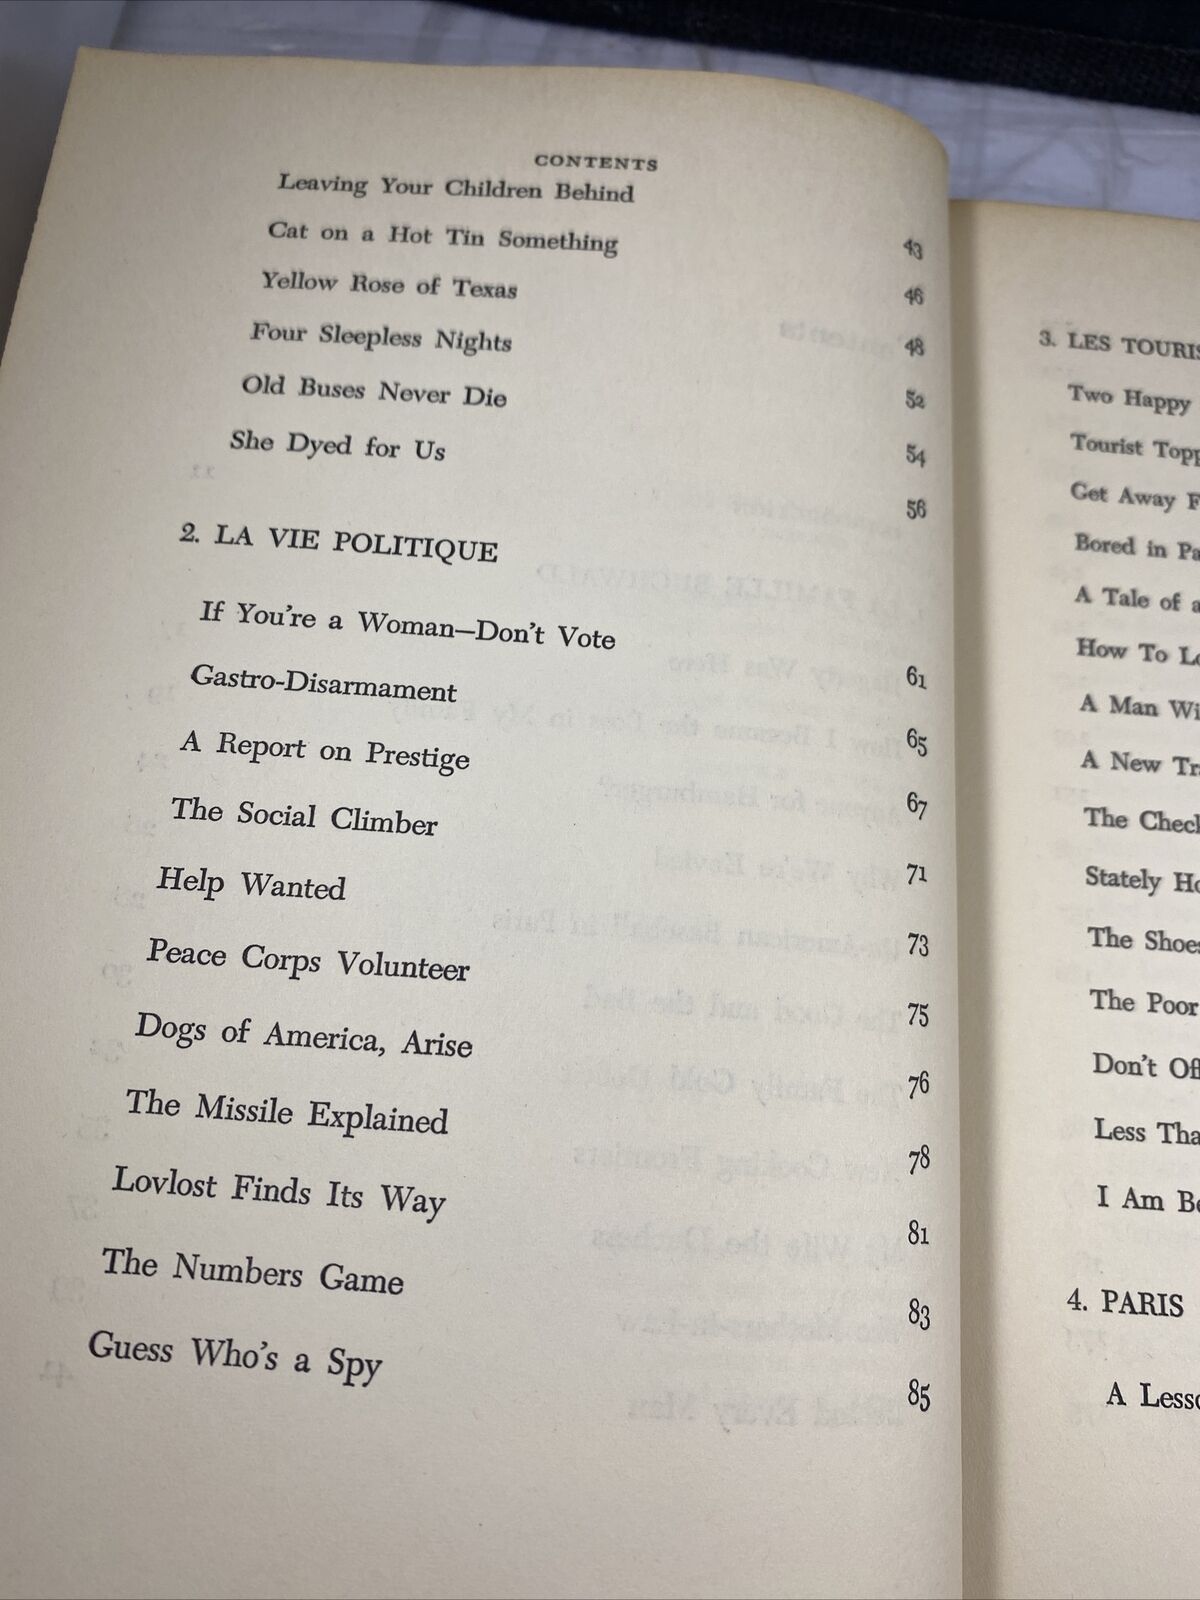 CONTENTS
Leaving Your Children Behind 43
Cat on a Hot Tin Something 46
Yellow Rose of Texas 48
Four Sleepless Nights 52
Old Buses Never Die 54
She Dyed for Us 56
2. LA VIE POLITIQUE
If You're a Woman—Don't Vote 61
Gastro-Disarmament 65
A Report on Prestige 67
The Social Climber 71
Help Wanted 73
Peace Corps Volunteer 75
Dogs of America, Arise 76
The Missile Explained 78
Lovlost Finds Its Way 81
The Numbers Game 83
Guess Who's a Spy 85
3. LES TOURIS
Two Happy
Tourist Topp
Get Away F
Bored in Pa
A Tale of a
How To Lo
A Man Wi
A New Tr
The Check
Stately Ho
The Shoes
The Poor
Don't Off
Less Tha
I Am Be
4. PARIS
A Lesso